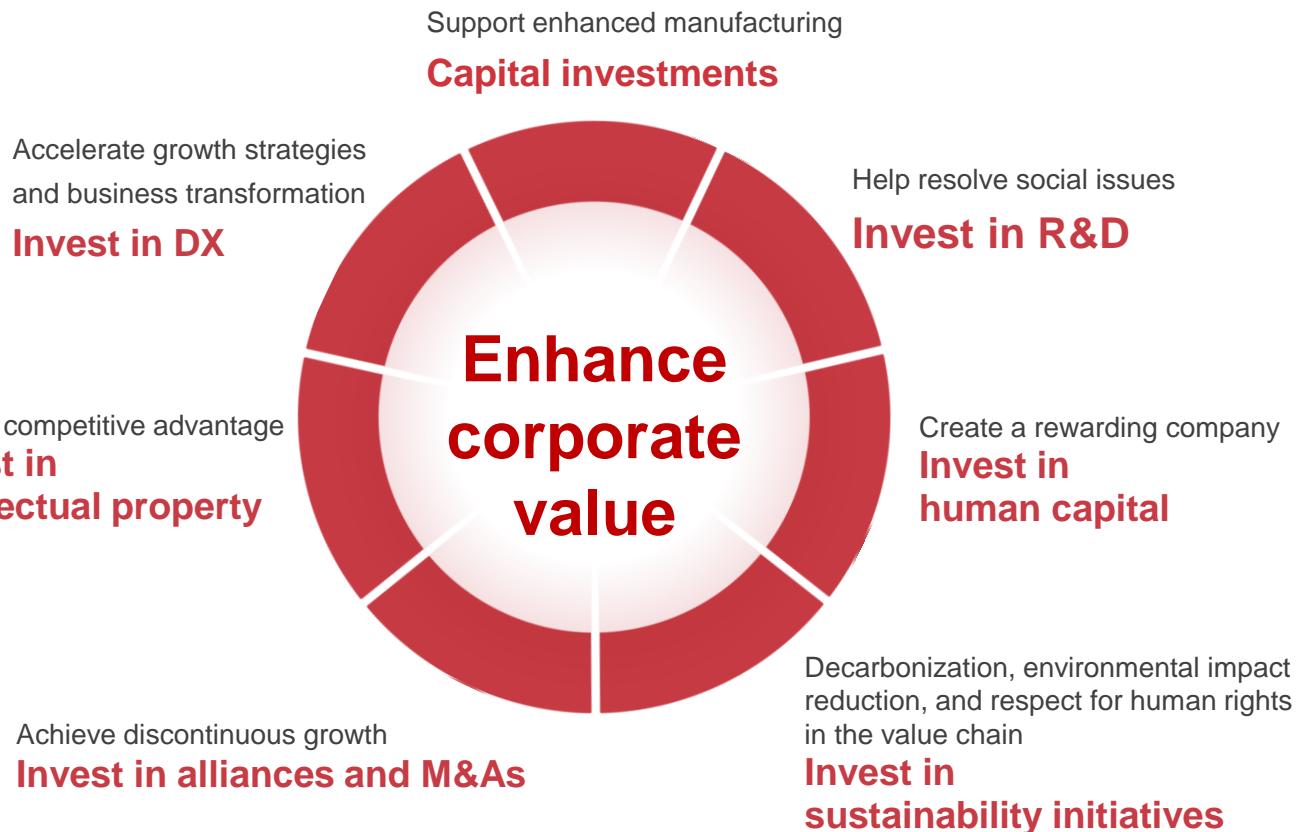 Support enhanced manufacturing
Capital investments
Help resolve social issues
Invest in R&D
Create a rewarding company
Invest in
human capital
Decarbonization, environmental impact
reduction, and respect for human rights
in the value chain
Invest in
sustainability initiatives
Achieve discontinuous growth
Invest in alliances and M&As
competitive advantage
in
property
Accelerate growth strategies
and business transformation
Invest in DX
Enhance
corporate
value